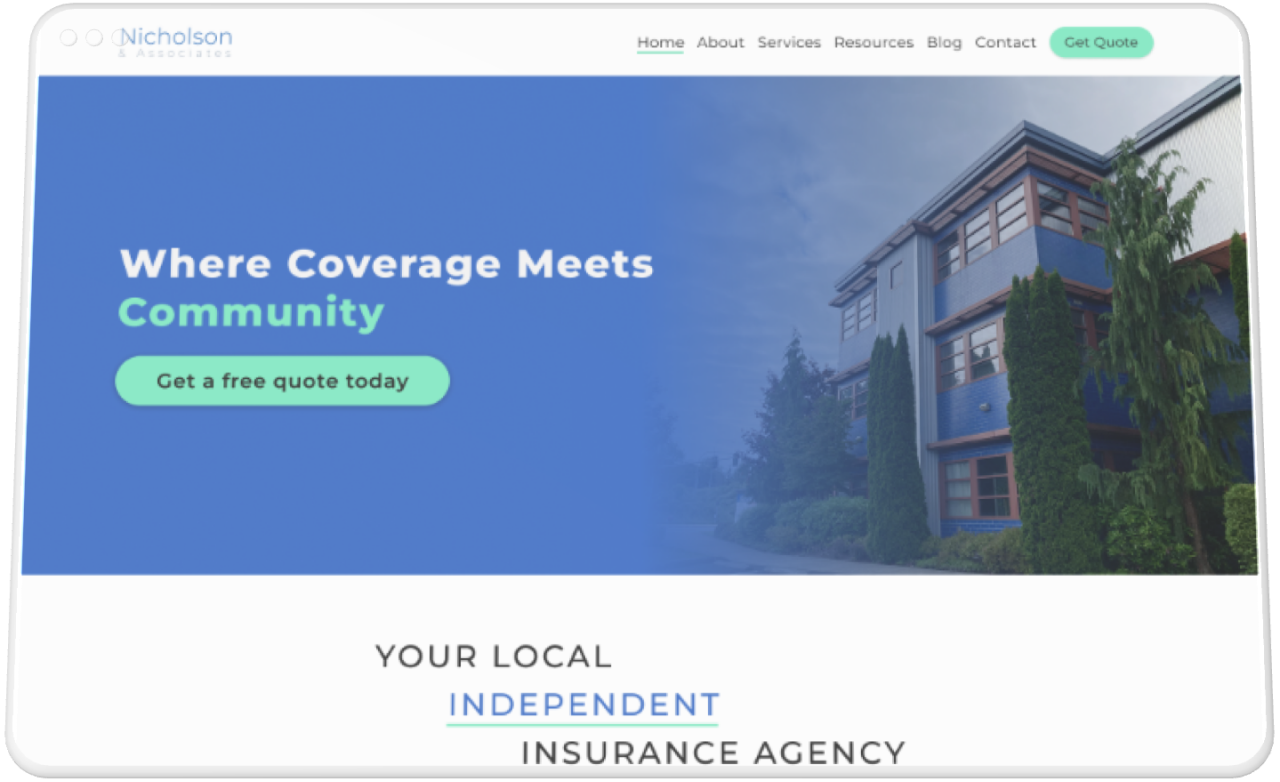 Nicholson
& Associates
Home About Services Resources Blog Contact Get Quote
Where Coverage Meets
Community
Get a free quote today
YOUR LOCAL
INDEPENDENT
INSURANCE AGENCY